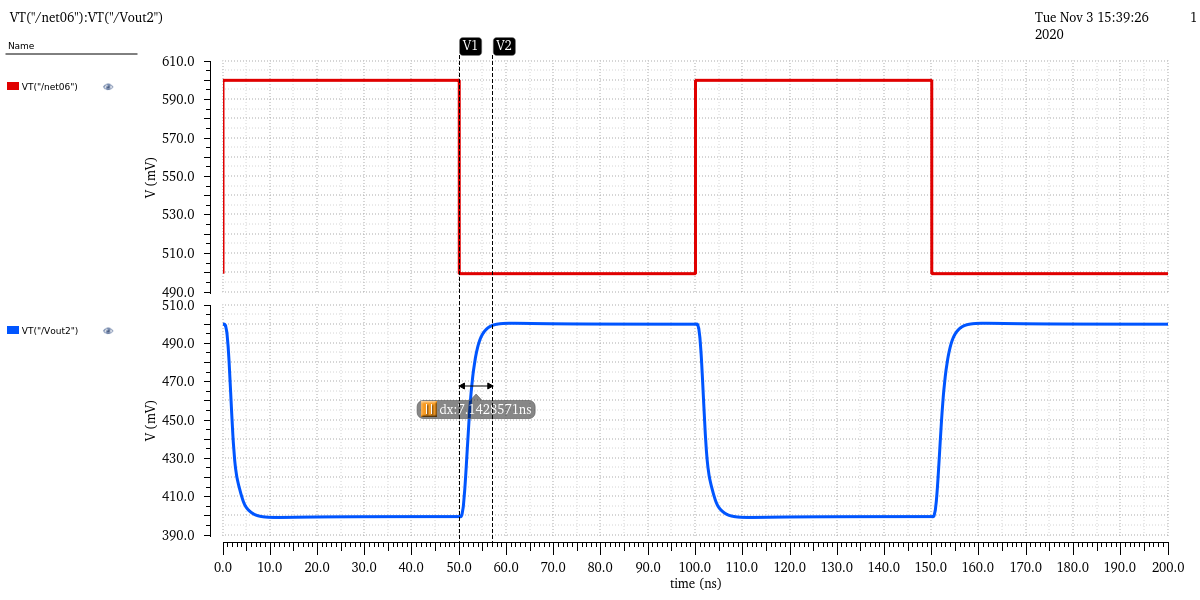 VT("/net06"):VT("/Vout2")
Tue Nov 3 15:39:26
2020
1
Name
V1
V2
VT("/net06")
610.0
590.0
570.0
550.0
530.0
510.0
490.0
V (mV)
VT("/Vout2")
510.0
490.0
470.0
450.0
430.0
410.0
390.0
V (mV)
dx:7.1428571ns
0.0 10.0 20.0 30.0 40.0 50.0 60.0 70.0 80.0 90.0 100.0 110.0 120.0 130.0 140.0 150.0 160.0 170.0 180.0 190.0 200.0
time (ns)